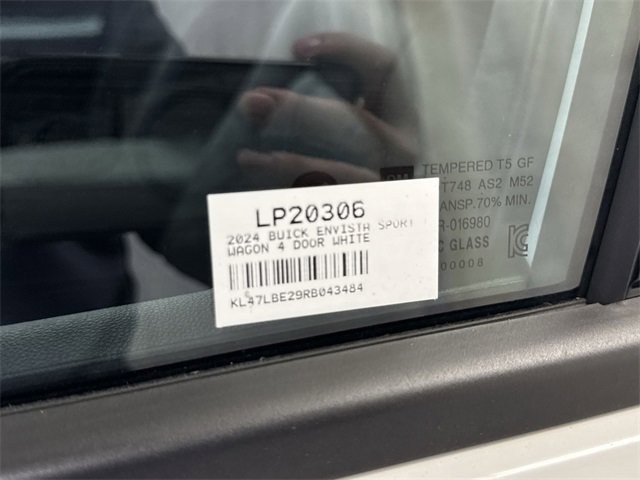 LP20306
2024 BUICK ENVISTA SPORT
WAGON 4 DOOR WHITE
KL47LBE29RB043484
GM
TEMPERED T5 GF
T748 AS2 M52
ANSP.70% MIN.
R-016980
C GLASS
00008